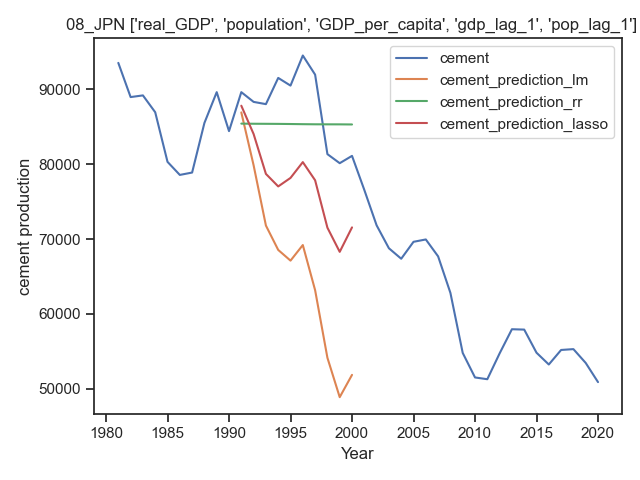 08_JPN ['real_GDP', 'population', 'GDP_per_capita', 'gdp_lag_1', 'pop_lag_1']
cement
cement_prediction_lm
cement_prediction_rr
cement_prediction_lasso
cement production
90000
80000
70000
60000
50000
1980 1985 1990 1995 2000 2005 2010 2015 2020
Year